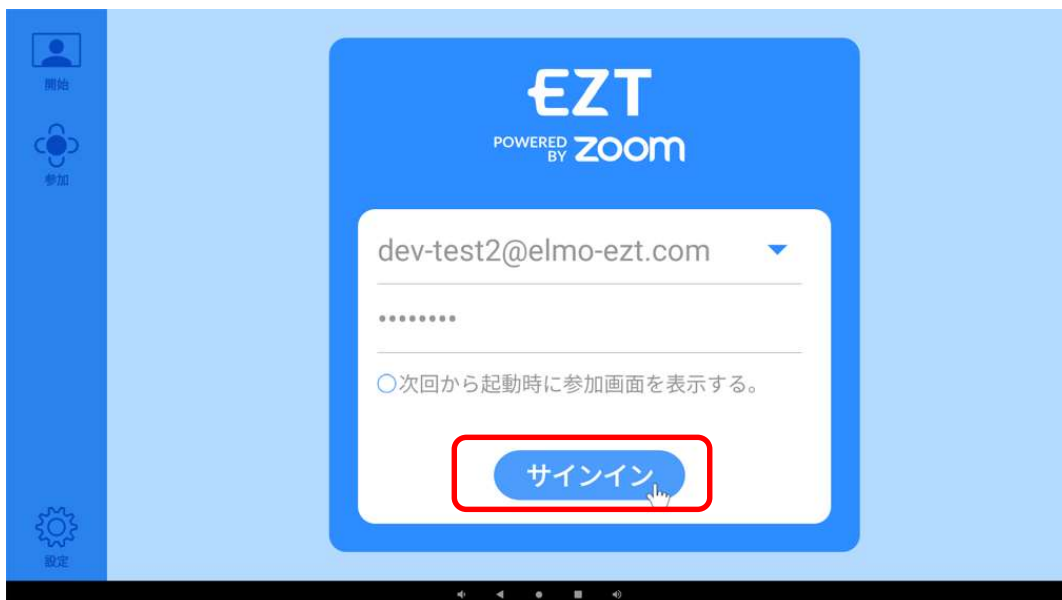 開始
参加
設定
EZT
POWERED BY zoom
dev-test2@elmo-ezt.com
••••••••
○次回から起動時に参加画面を表示する。
サインイン